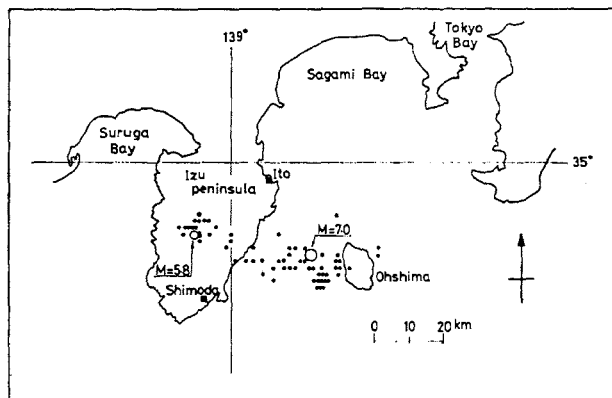 Tokyo
Bay
139°
Sagami Bay
Suruga
Bay
35°
Izu
peninsula
Ito
M=7.0
M=5.8
Ohshima
Shimoda
0 10 20 km